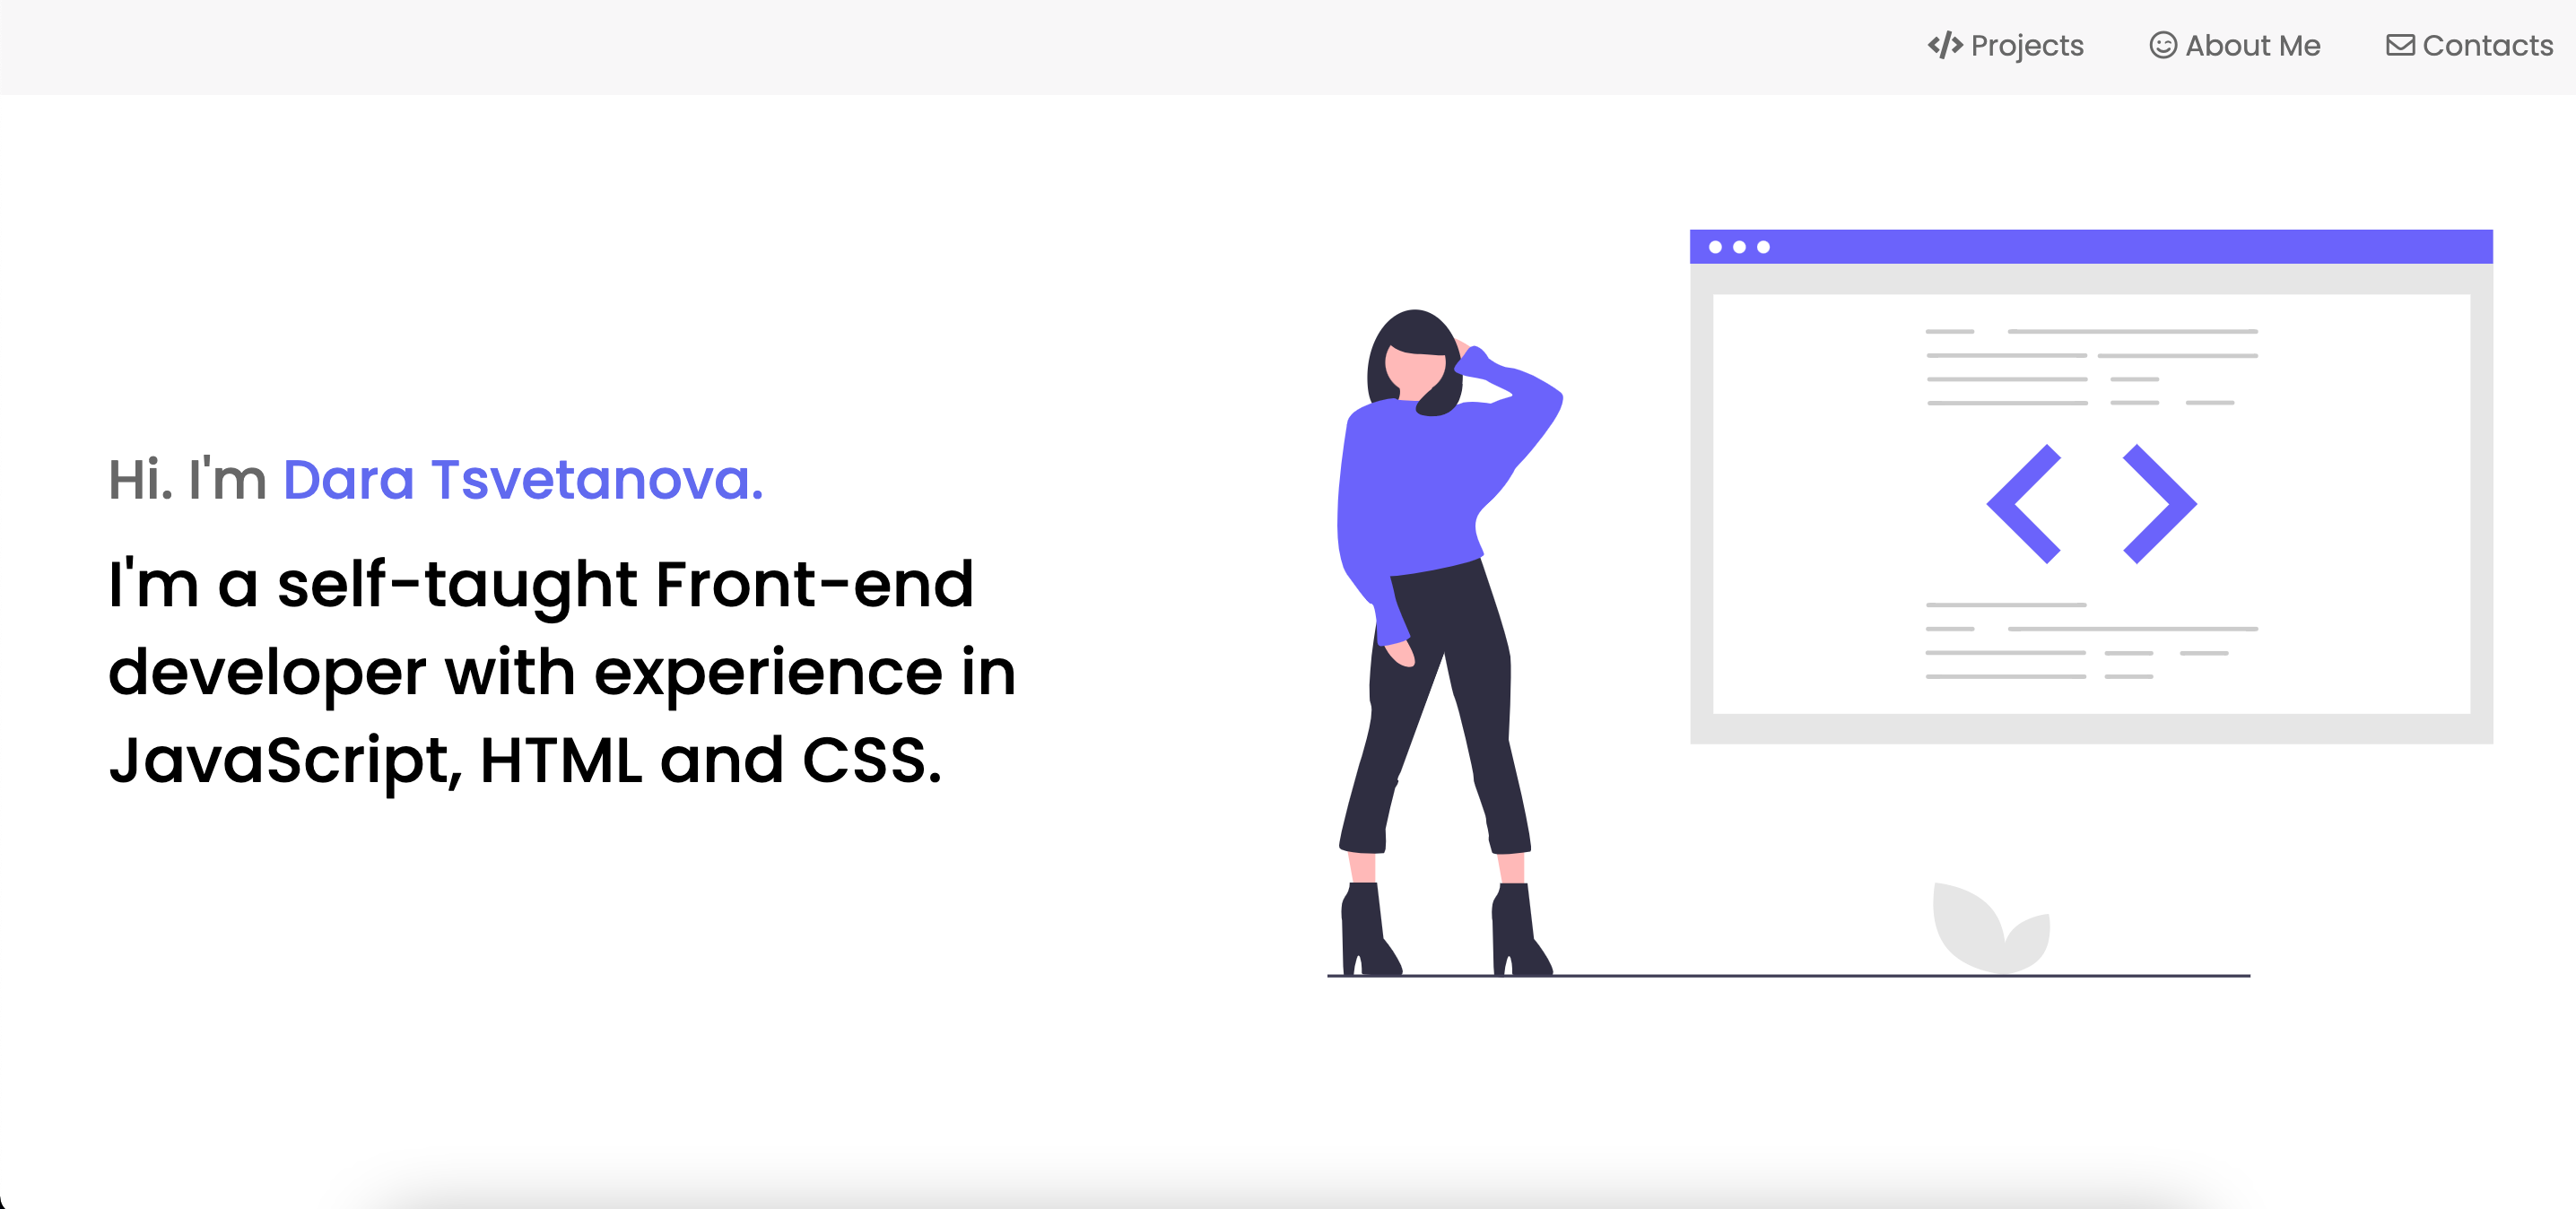 Projects
About Me
Contacts
Hi. I'm Dara Tsvetanova.
I'm a self-taught Front-end
developer with experience in
JavaScript, HTML and CSS.